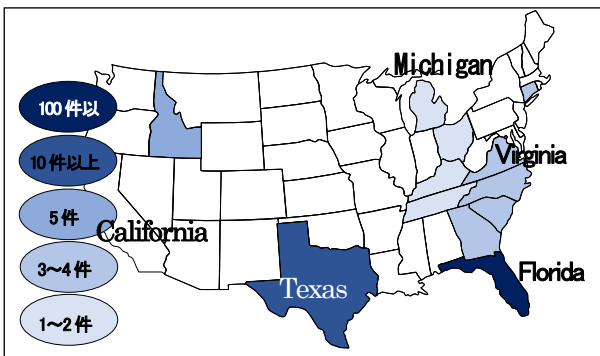 Michigan
100件以
10件以上
Virginia
5件
California
3～4件
Florida
Texas
1～2件